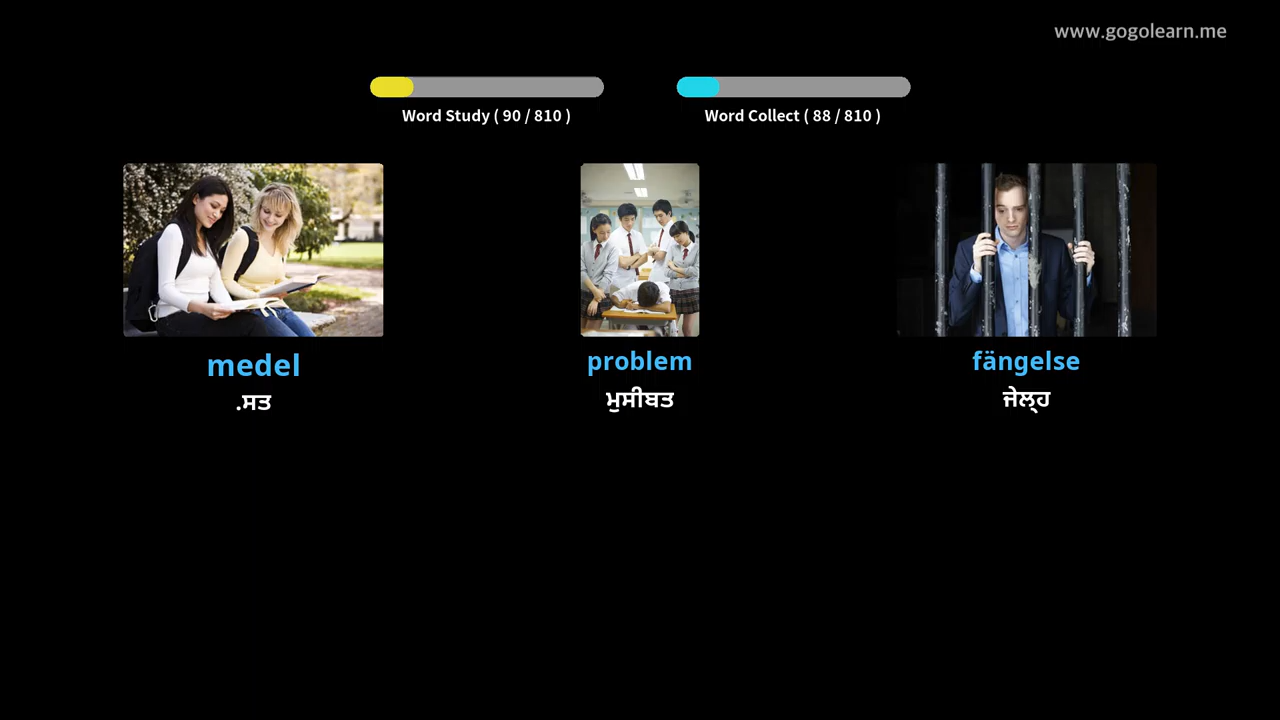 www.gogolearn.me
Word Study ( 90 / 810 )
Word Collect ( 88 / 810 )
medel
problem
fängelse
.ਸਤ
ਮੁਸੀਬਤ
ਜੇਲ੍ਹ